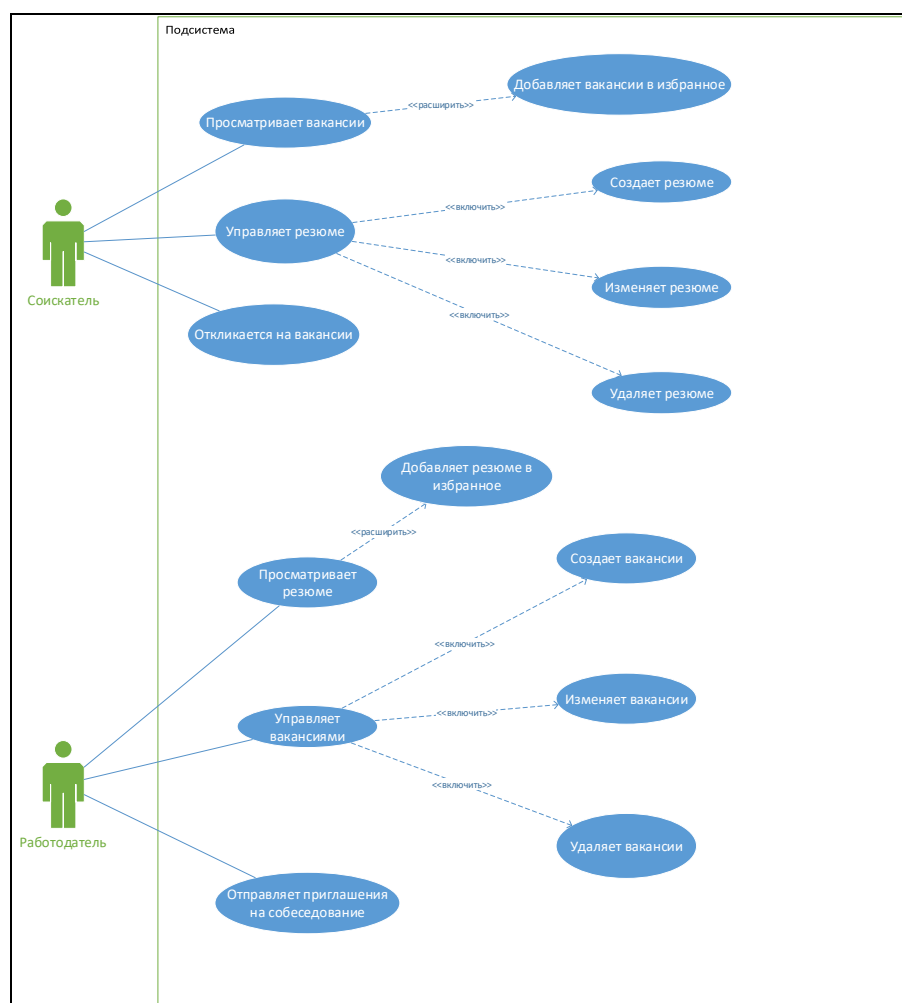 Подсистема
Добавляет вакансии в избранное
<<расширить>>
Просматривает вакансии
Создает резюме
<<включить>>
Управляет резюме
<<включить>>
Изменяет резюме
Соискатель
<<включить>>
Откликается на вакансии
Удаляет резюме
Добавляет резюме в
избранное
<<расширить>>
Просматривает
резюме
Создает вакансии
<<включить>>
Управляет
вакансиями
<<включить>>
Изменяет вакансии
<<включить>>
Работодатель
Удаляет вакансии
Отправляет приглашения
на собеседование